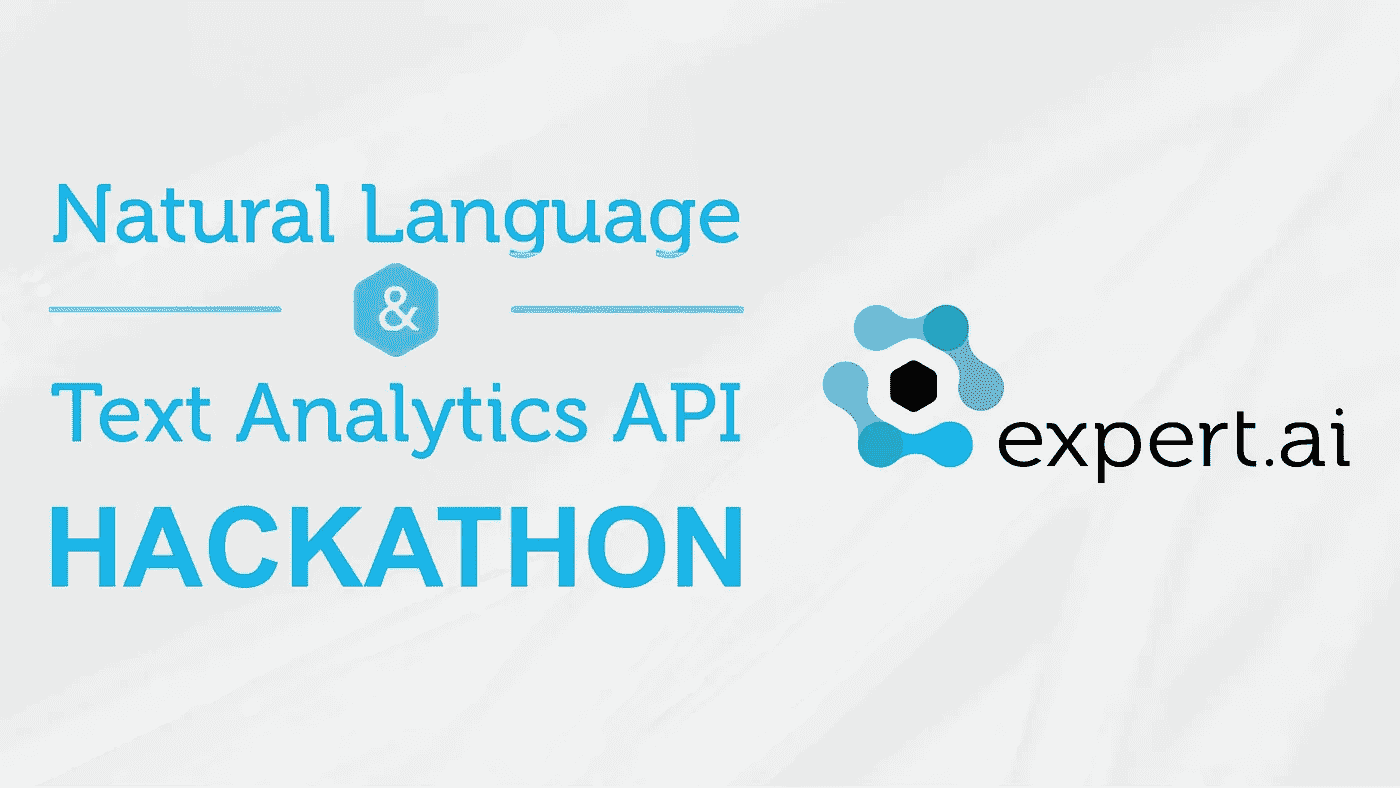 Natural Language
&
Text Analytics API
HACKATHON
expert.ai